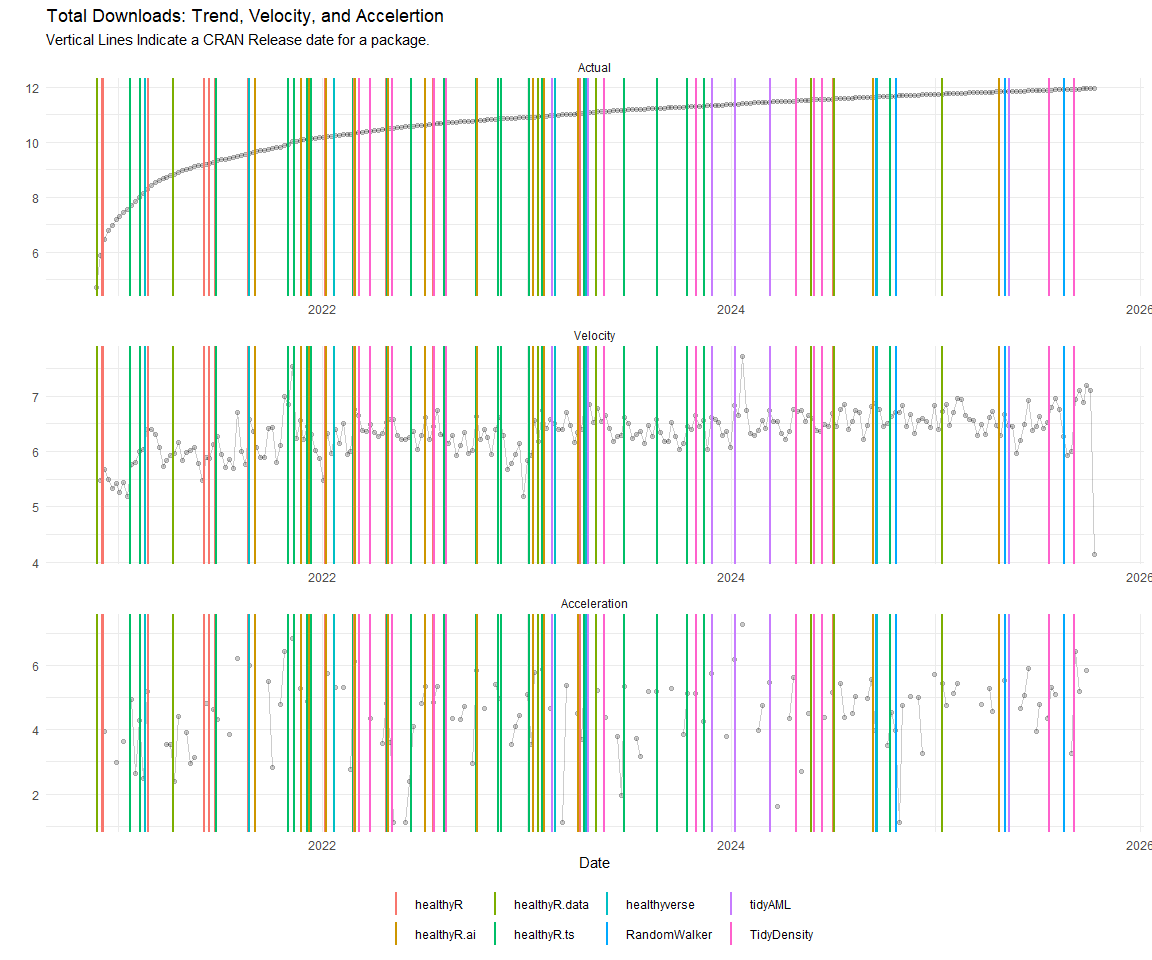 Total Downloads: Trend, Velocity, and Accelertion
Vertical Lines Indicate a CRAN Release date for a package.
Actual
12
10
8
6
2022
2024
2026
Velocity
7
6
5
4
2022
2024
2026
Acceleration
6
4
2
2022
2024
2026
Date
healthyR
healthyR.data
healthyverse
tidyAML
healthyR.ai
healthyR.ts
RandomWalker
TidyDensity